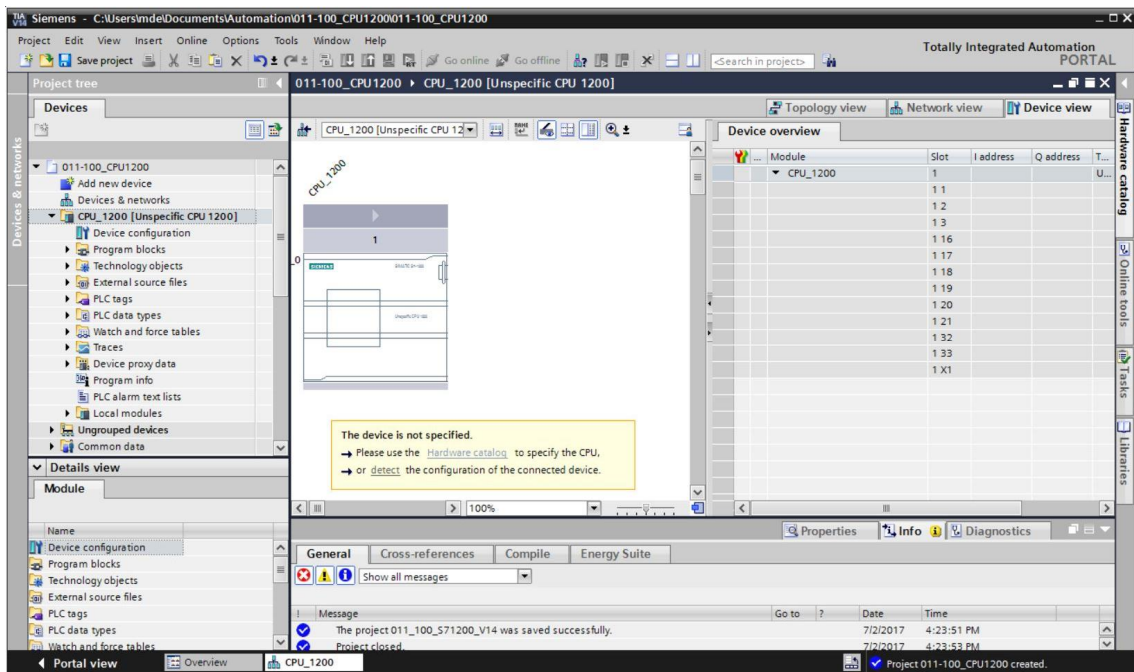 TIA V14 Siemens - C:\Users\mde\Documents\Automation\011-100_CPU1200\011-100_CPU1200
Project Edit View Insert Online Options Tools Window Help
Totally Integrated Automation
PORTAL
Save project Go online Go offline <Search in project>
Project tree
011-100_CPU1200 CPU_1200 [Unspecific CPU 1200]
Devices
Topology view Network view Device view
CPU_1200 [Unspecific CPU 12
Device overview
Devices & networks
011-100_CPU1200
Add new device
Devices & networks
CPU_1200 [Unspecific CPU 1200]
Device configuration
Program blocks
Technology objects
External source files
PLC tags
PLC data types
Watch and force tables
Traces
Device proxy data
Program info
PLC alarm text lists
Local modules
Ungrouped devices
Common data
CPU_1200
1
_0
SIEMENS
The device is not specified.
Please use the Hardware catalog to specify the CPU,
or detect the configuration of the connected device.
100%
... Module Slot I address Q address T...
CPU_1200 1 U...
1 1
1 2
1 3
1 16
1 17
1 18
1 19
1 20
1 21
1 32
1 33
1 X1
Hardware catalog
Online tools
Tasks
Libraries
Details view
Module
Name
Device configuration
Program blocks
Technology objects
External source files
PLC tags
PLC data types
Watch and force tables
Properties Info Diagnostics
General Cross-references Compile Energy Suite
Show all messages
! Message Go to ? Date Time
The project 011_100_S71200_V14 was saved successfully. 7/2/2017 4:23:51 PM
Project closed. 7/2/2017 4:23:53 PM
Portal view Overview CPU_1200 Project 011-100_CPU1200 created.